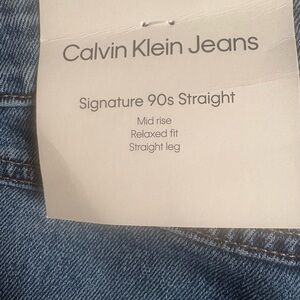 Calvin Klein Jeans
Signature 90s Straight
Mid rise
Relaxed fit
Straight leg